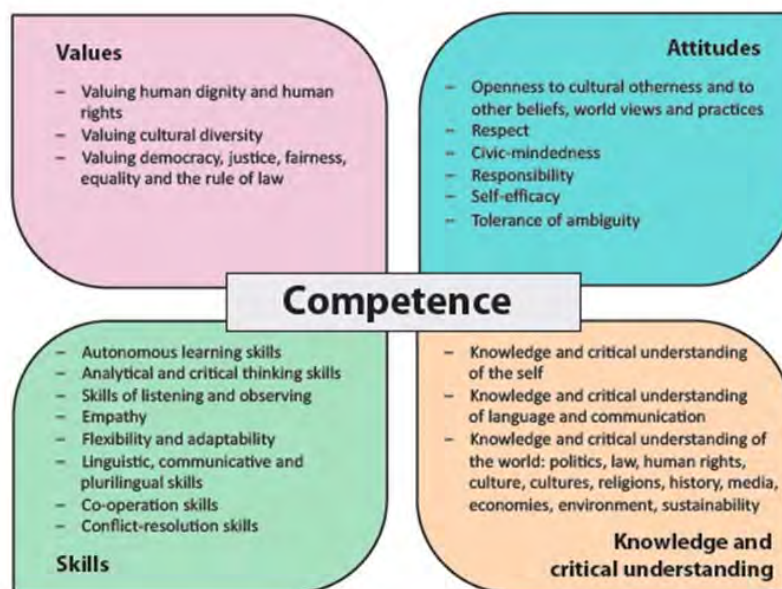 Values
– Valuing human dignity and human
rights
– Valuing cultural diversity
– Valuing democracy, justice, fairness,
equality and the rule of law
Attitudes
– Openness to cultural otherness and to
other beliefs, world views and practices
– Respect
– Civic-mindedness
– Responsibility
– Self-efficacy
– Tolerance of ambiguity
Competence
– Autonomous learning skills
– Analytical and critical thinking skills
– Skills of listening and observing
– Empathy
– Flexibility and adaptability
– Linguistic, communicative and
plurilingual skills
– Co-operation skills
– Conflict-resolution skills
Skills
– Knowledge and critical understanding
of the self
– Knowledge and critical understanding
of language and communication
– Knowledge and critical understanding of
the world: politics, law, human rights,
culture, cultures, religions, history, media,
economies, environment, sustainability
Knowledge and
critical understanding